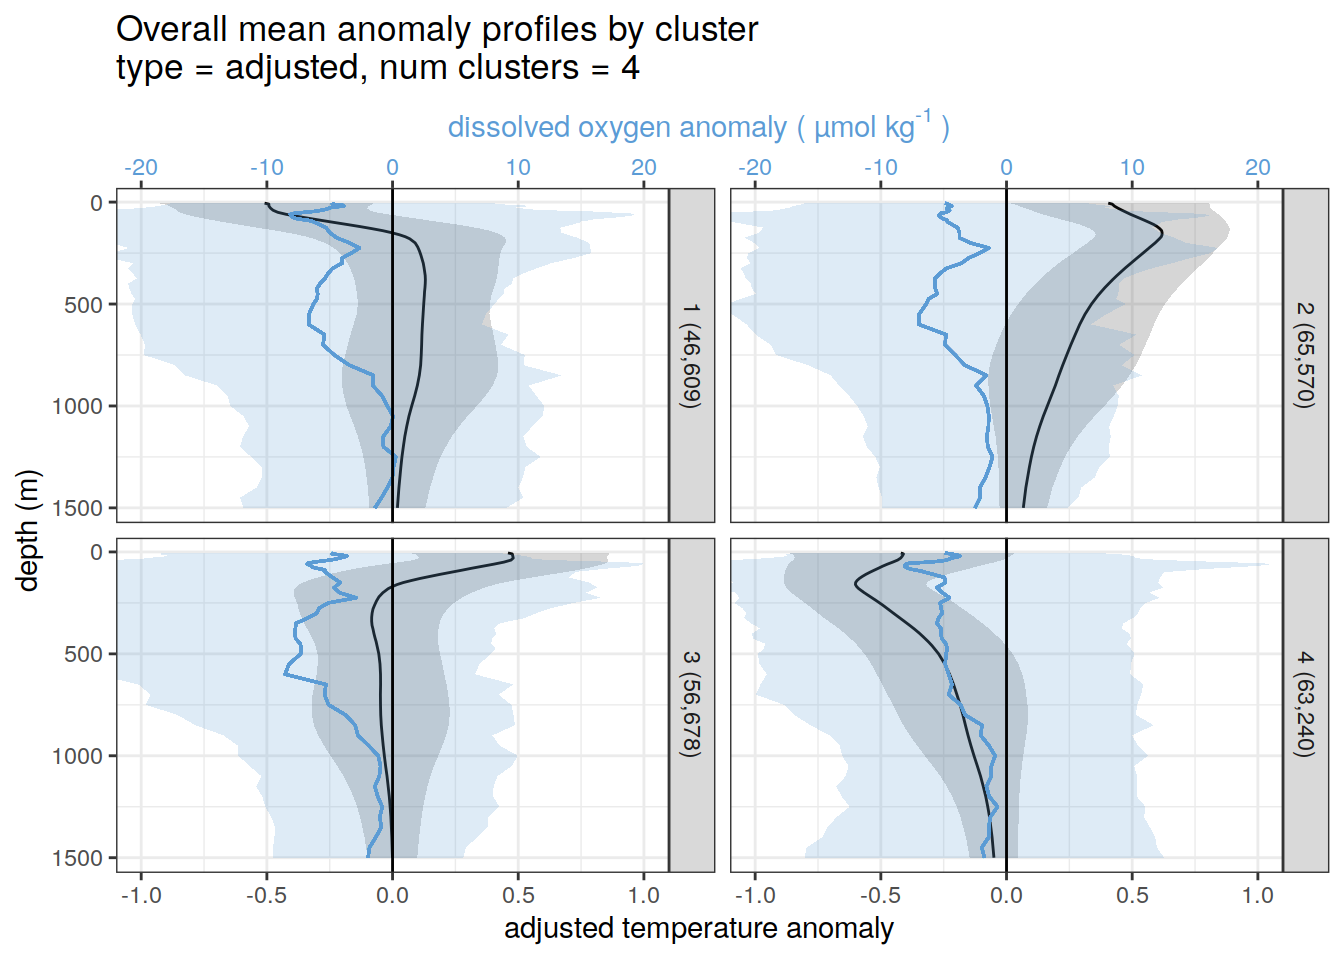 Overall mean anomaly profiles by cluster
type = adjusted, num clusters = 4
dissolved oxygen anomaly ( µmol kg⁻¹ )
-20 -10 0 10 20 -20 -10 0 10 20
0
500
1000
1500
1 (46,609)
2 (65,570)
depth (m)
0
500
1000
1500
3 (56,678)
4 (63,240)
-1.0 -0.5 0.0 0.5 1.0 -1.0 -0.5 0.0 0.5 1.0
adjusted temperature anomaly